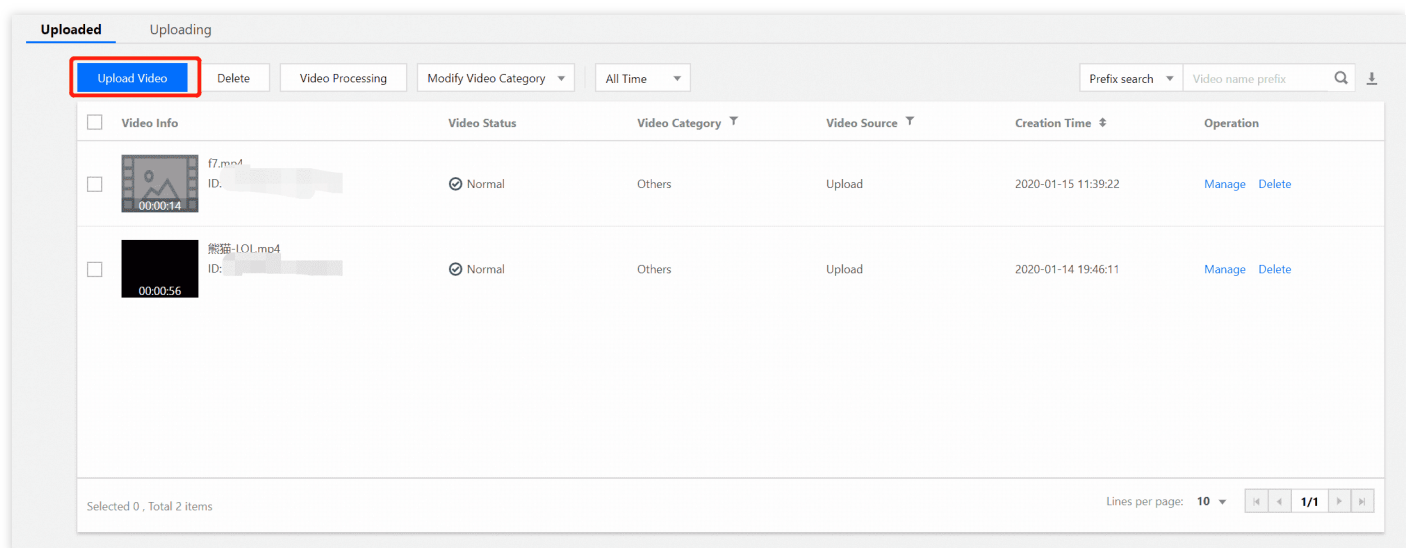 Uploaded Uploading
Upload Video Delete Video Processing Modify Video Category All Time Prefix search Video name prefix
Video Info Video Status Video Category Video Source Creation Time Operation
f7.mp4
ID: Normal Others Upload 2020-01-15 11:39:22 Manage Delete
00:00:14
熊猫-LOL.mp4
ID: Normal Others Upload 2020-01-14 19:46:11 Manage Delete
00:00:56
Selected 0 , Total 2 items Lines per page: 10 1/1